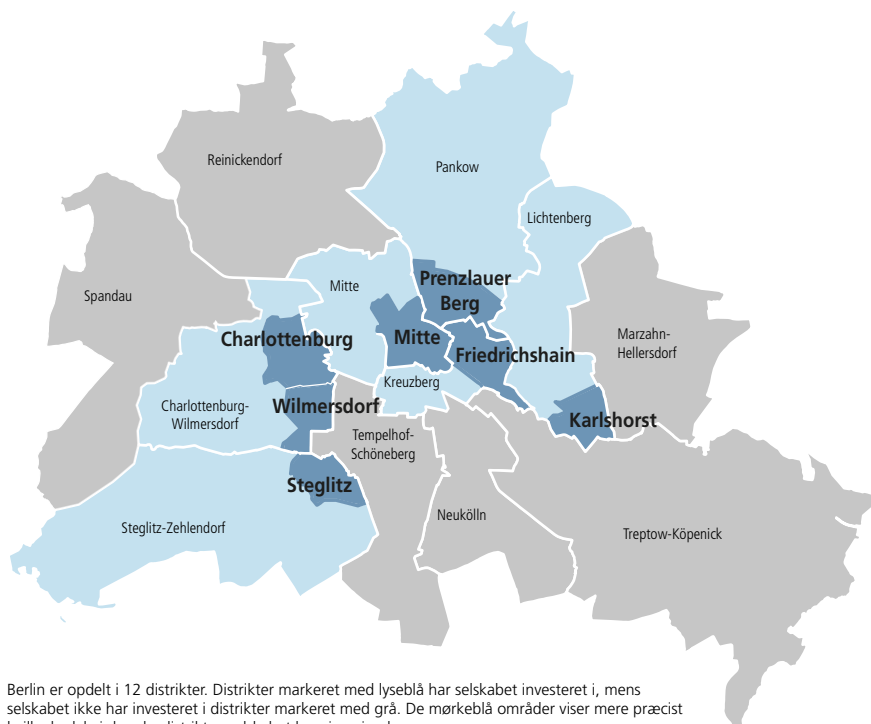 Reinickendorf
Pankow
Lichtenberg
Spandau
Mitte
Prenzlauer
Berg
Marzahn-
Hellersdorf
Charlottenburg
Mitte
Friedrichshain
Kreuzberg
Charlottenburg-
Wilmersdorf
Wilmersdorf
Karlshorst
Tempelhof-
Schöneberg
Steglitz
Steglitz-Zehlendorf
Neukölln
Treptow-Köpenick
Berlin er opdelt i 12 distrikter. Distrikter markeret med lyseblå har selskabet investeret i, mens
selskabet ikke har investeret i distrikter markeret med grå. De mørkeblå områder viser mere præcist